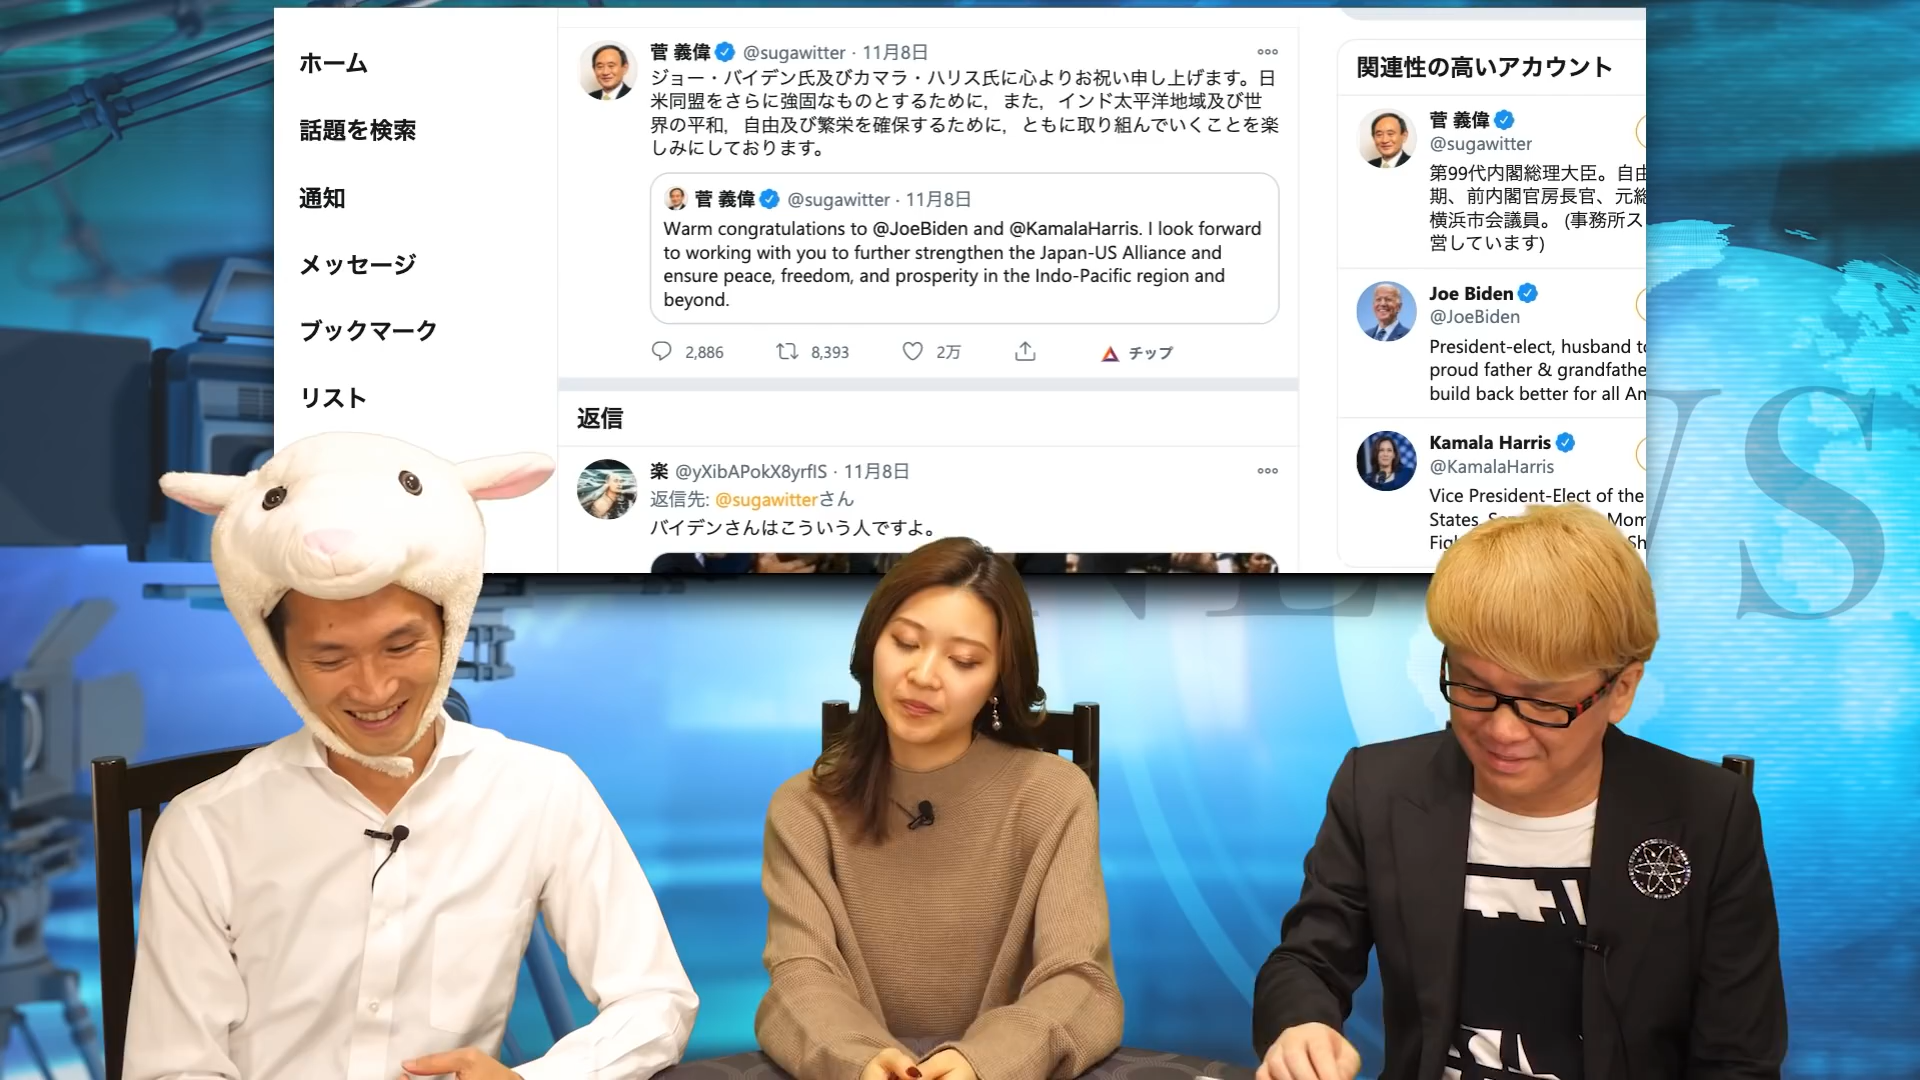 ホーム
話題を検索
通知
メッセージ
ブックマーク
リスト
菅 義偉 @sugawitter · 11月8日
ジョー・バイデン氏及びカマラ・ハリス氏に心よりお祝い申し上げます。日
米同盟をさらに強固なものとするために，また，インド太平洋地域及び世
界の平和，自由及び繁栄を確保するために，ともに取り組んでいくことを楽
しみにしております。
菅 義偉 @sugawitter · 11月8日
Warm congratulations to @JoeBiden and @KamalaHarris. I look forward
to working with you to further strengthen the Japan-US Alliance and
ensure peace, freedom, and prosperity in the Indo-Pacific region and
beyond.
2,886 8,393 2万 チップ
返信
楽 @yXibAPokX8yrflS · 11月8日
返信先: @sugawitterさん
バイデンさんはこういう人ですよ。
関連性の高いアカウント
菅 義偉
@sugawitter
第99代内閣総理大臣。自由
期、前内閣官房長官、元総
横浜市会議員。 (事務所ス
営しています)
Joe Biden
@JoeBiden
President-elect, husband to
proud father & grandfathe
build back better for all Am
Kamala Harris
@KamalaHarris
Vice President-Elect of the
States. Mom